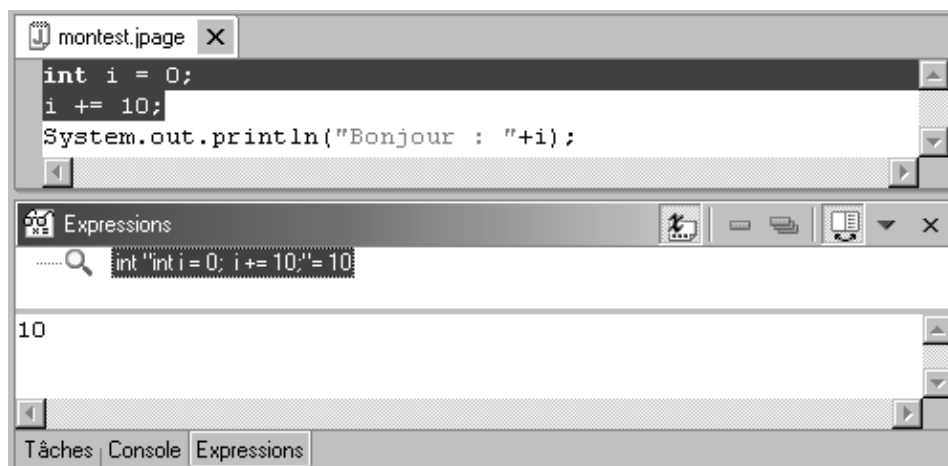 montest.jpage
int i = 0;
i += 10;
System.out.println("Bonjour : "+i);
Expressions
int "int i = 0;  i += 10;"= 10
10
Tâches Console Expressions